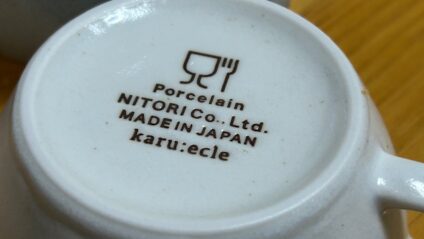 Porcelain
NITORI Co., Ltd.
MADE IN JAPAN
karu:ecle